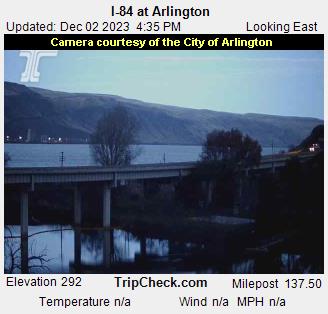 I-84 at Arlington
Updated: Dec 02 2023 4:35 PM Looking East
Camera courtesy of the City of Arlington
Elevation 292 TripCheck.com Milepost 137.50
Temperature n/a Wind n/a MPH n/a